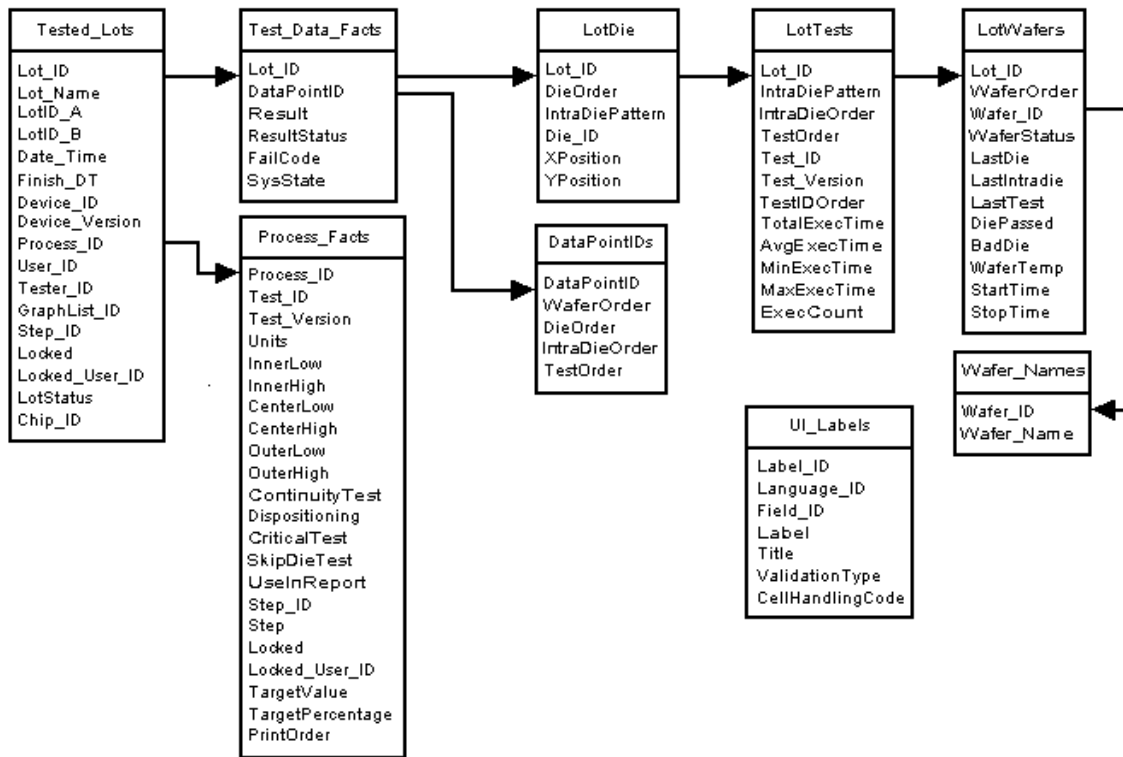 Tested_Lots
Lot_ID
Lot_Name
LotID_A
LotID_B
Date_Time
Finish_DT
Device_ID
Device_Version
Process_ID
User_ID
Tester_ID
GraphList_ID
Step_ID
Locked
Locked_User_ID
LotStatus
Chip_ID
Test_Data_Facts
Lot_ID
DataPointID
Result
ResultStatus
FailCode
SysState
Process_Facts
Process_ID
Test_ID
Test_Version
Units
InnerLow
InnerHigh
CenterLow
CenterHigh
OuterLow
OuterHigh
ContinuityTest
Dispositioning
CriticalTest
SkipDieTest
UseInReport
Step_ID
Step
Locked
Locked_User_ID
TargetValue
TargetPercentage
PrintOrder
LotDie
Lot_ID
DieOrder
IntraDiePattern
Die_ID
XPosition
YPosition
DataPointIDs
DataPointID
WaferOrder
DieOrder
IntraDieOrder
TestOrder
LotTests
Lot_ID
IntraDiePattern
IntraDieOrder
TestOrder
Test_ID
Test_Version
TestIDOrder
TotalExecTime
AvgExecTime
MinExecTime
MaxExecTime
ExecCount
UI_Labels
Label_ID
Language_ID
Field_ID
Label
Title
ValidationType
CellHandlingCode
LotWafers
Lot_ID
WaferOrder
Wafer_ID
WaferStatus
LastDie
LastIntradie
LastTest
DiePassed
BadDie
WaferTemp
StartTime
StopTime
Wafer_Names
Wafer_ID
Wafer_Name